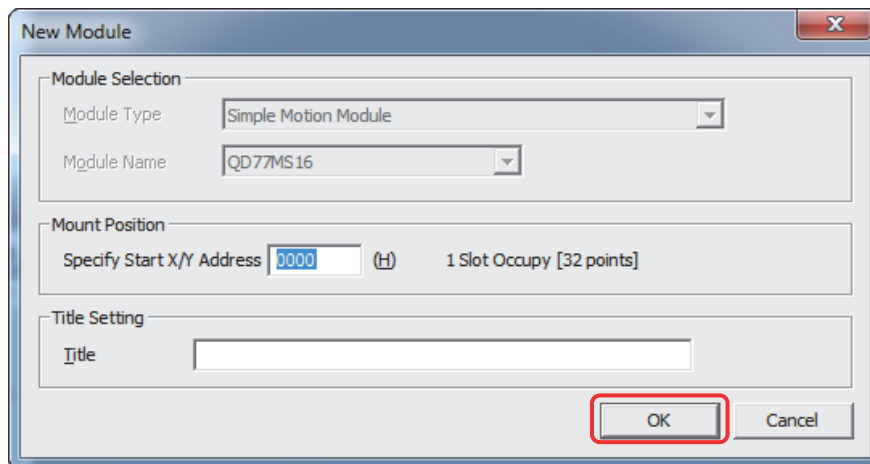 New Module
Module Selection
Module Type Simple Motion Module
Module Name QD77MS16
Mount Position
Specify Start X/Y Address 0000 (H) 1 Slot Occupy [32 points]
Title Setting
Title
OK Cancel